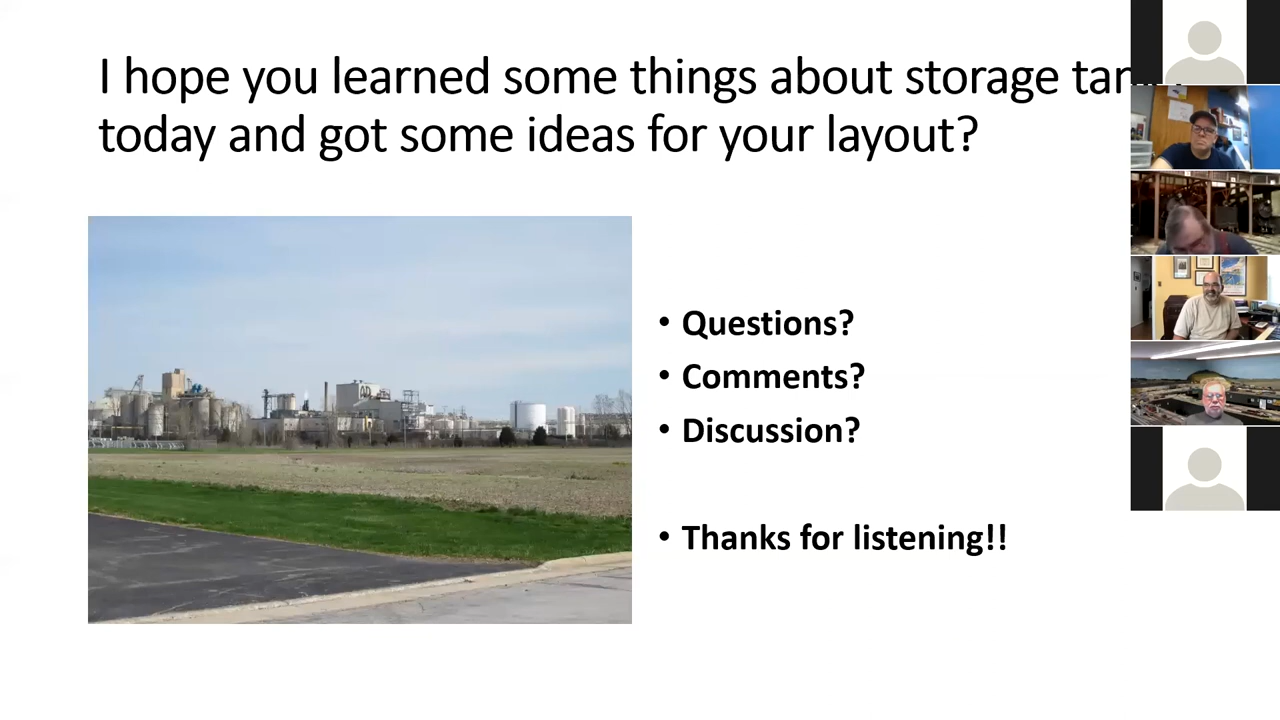 I hope you learned some things about storage
today and got some ideas for your layout?
• Questions?
• Comments?
• Discussion?
• Thanks for listening!!